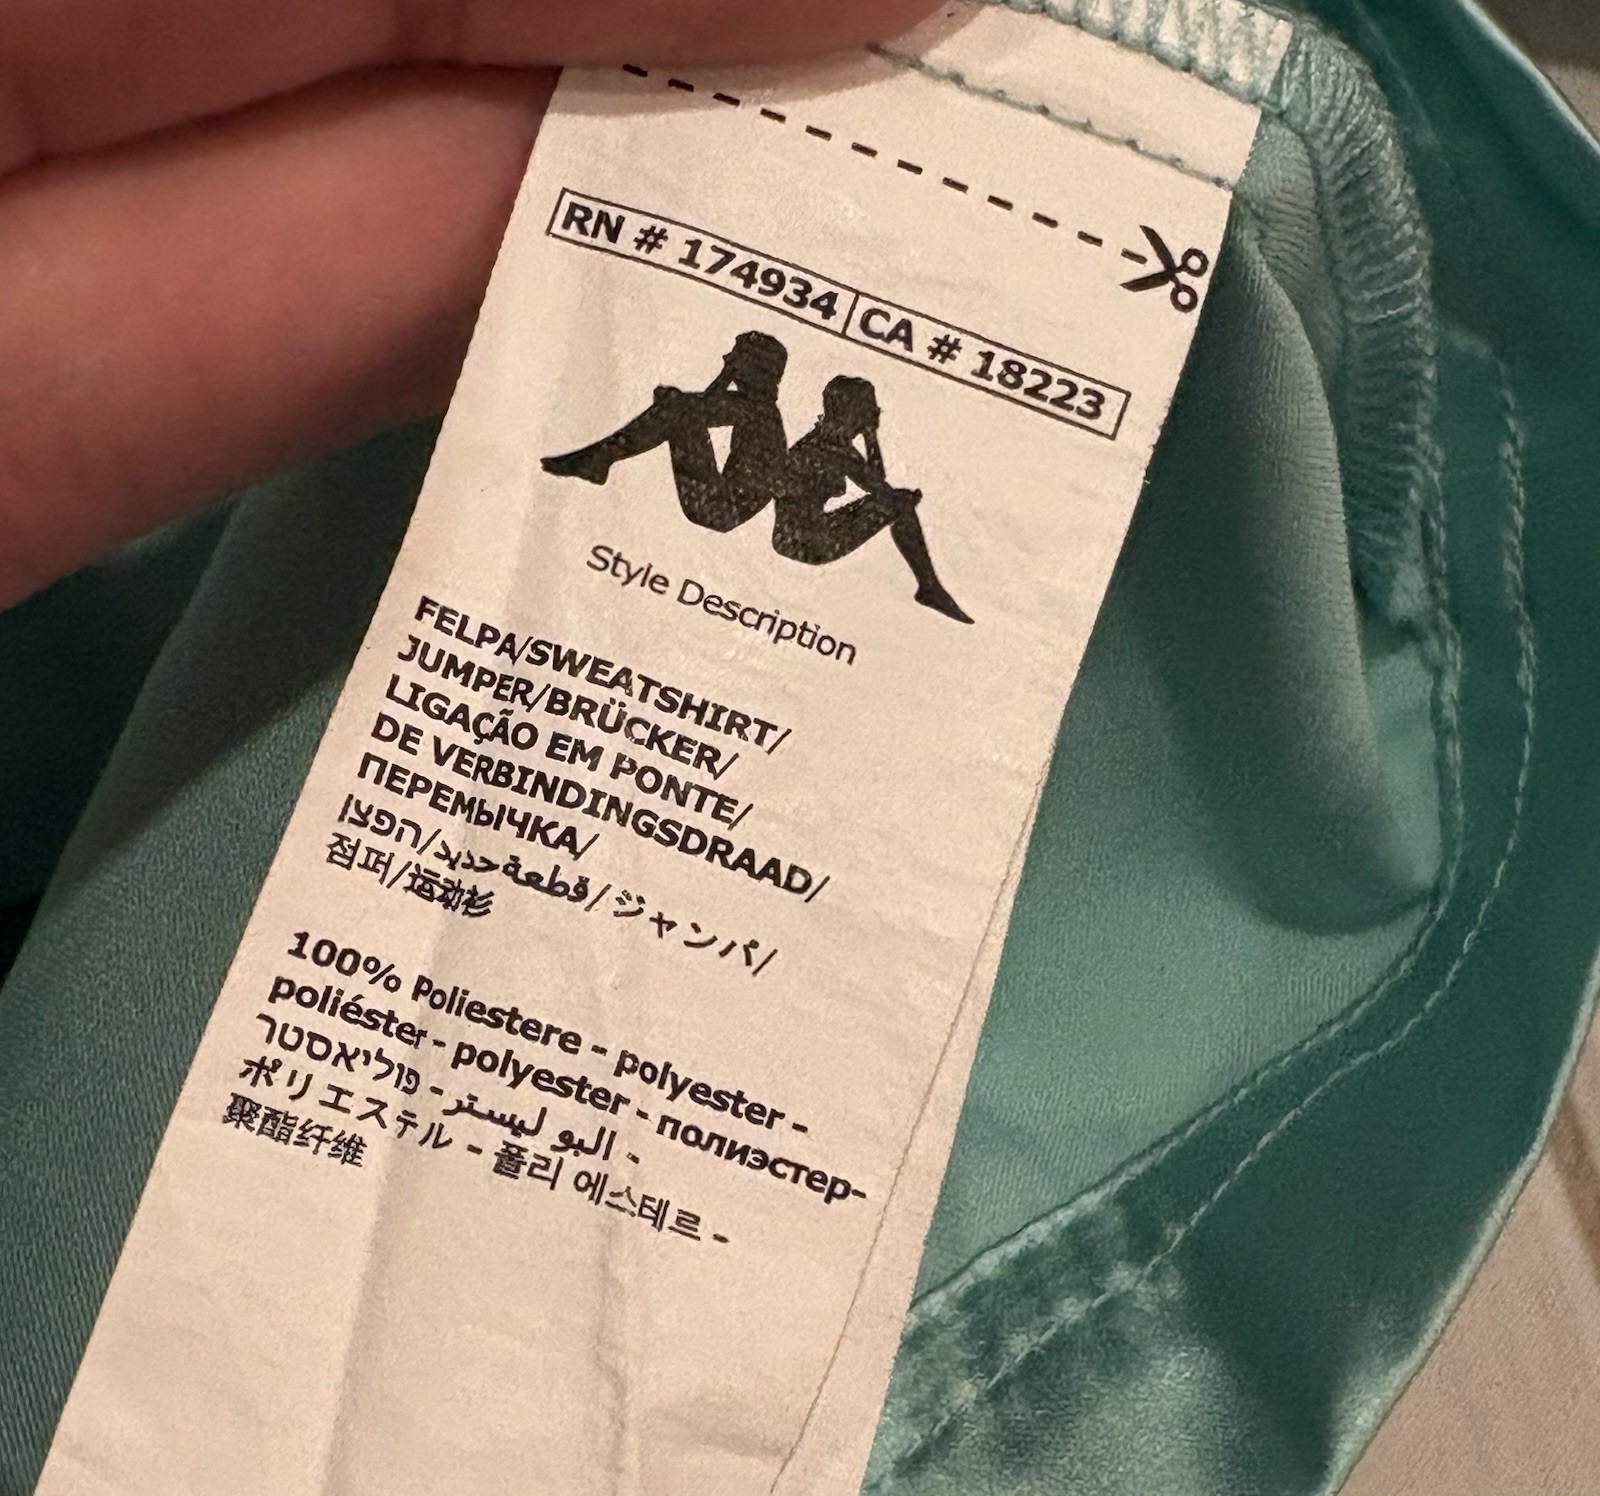 RN # 174934 CA # 18223
Style Description
FELPA/SWEATSHIRT/
JUMPER/BRÜCKER/
LIGAÇÃO EM PONTE/
DE VERBINDINGSDRAAD/
ПЕРЕМЫЧКА/
הפצן/قطعة حديد/ジャンパ/
점퍼/运动衫
100% Poliestere - polyester -
poliéster - polyester - полиэстер-
פוליאסטר - البو ليستر -
ポリエステル - 폴리 에스테르 -
聚酯纤维